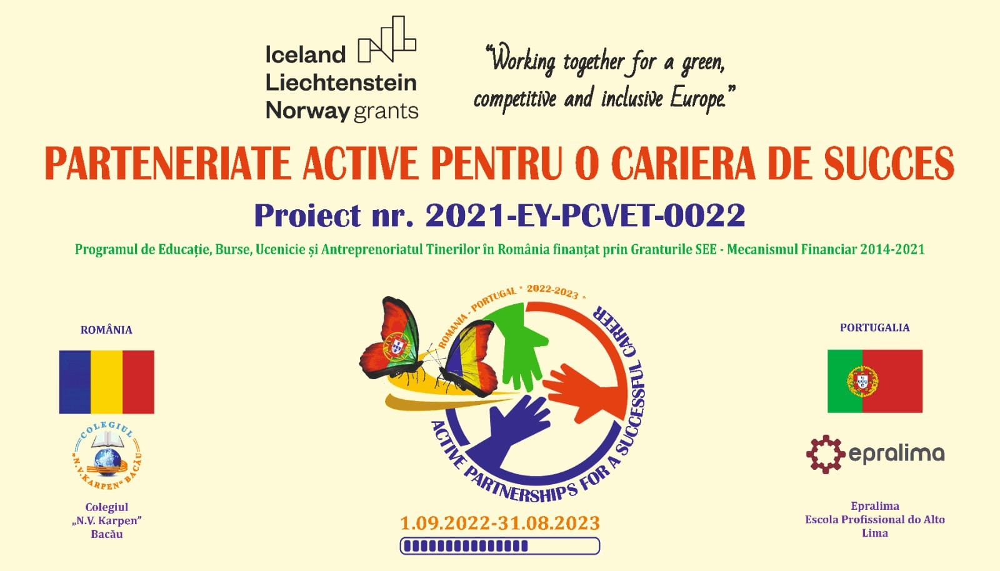 Iceland
Liechtenstein
Norway grants
“Working together for a green,
competitive and inclusive Europe.”
PARTENERIATE ACTIVE PENTRU O CARIERA DE SUCCES
Proiect nr. 2021-EY-PCVET-0022
Programul de Educație, Burse, Ucenicie și Antreprenoriatul Tinerilor în România finanțat prin Granturile SEE - Mecanismul Financiar 2014-2021
ROMÂNIA
COLEGIUL
"N.V. KARPEN" BACĂU
Colegiul
„N.V. Karpen”
Bacău
ROMANIA - PORTUGAL * 2022-2023 *
ACTIVE PARTNERSHIPS FOR A SUCCESSFUL CAREER
1.09.2022-31.08.2023
PORTUGALIA
epralima
Epralima
Escola Profissional do Alto
Lima